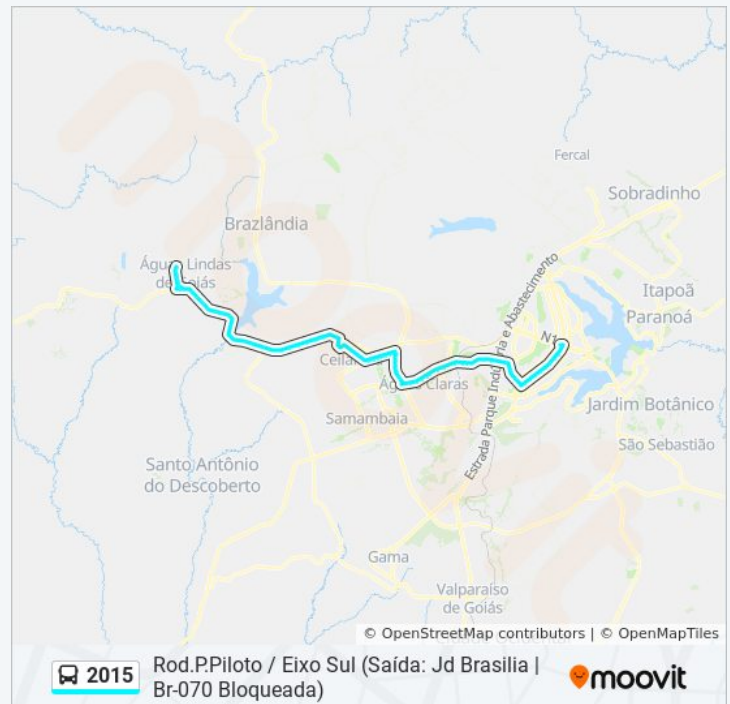 Fercal
Sobradinho
Brazlândia
Águas Lindas
de Goiás
Itapoã
Paranoá
Estrada Parque Indústria e Abastecimento
N1
Águas Claras
Jardim Botânico
Samambaia
São Sebastião
Santo Antônio
do Descoberto
Gama
Valparaíso
de Goiás
© OpenStreetMap contributors | © OpenMapTiles
2015
Rod.P.Piloto / Eixo Sul (Saída: Jd Brasilia |
Br-070 Bloqueada)
moovit